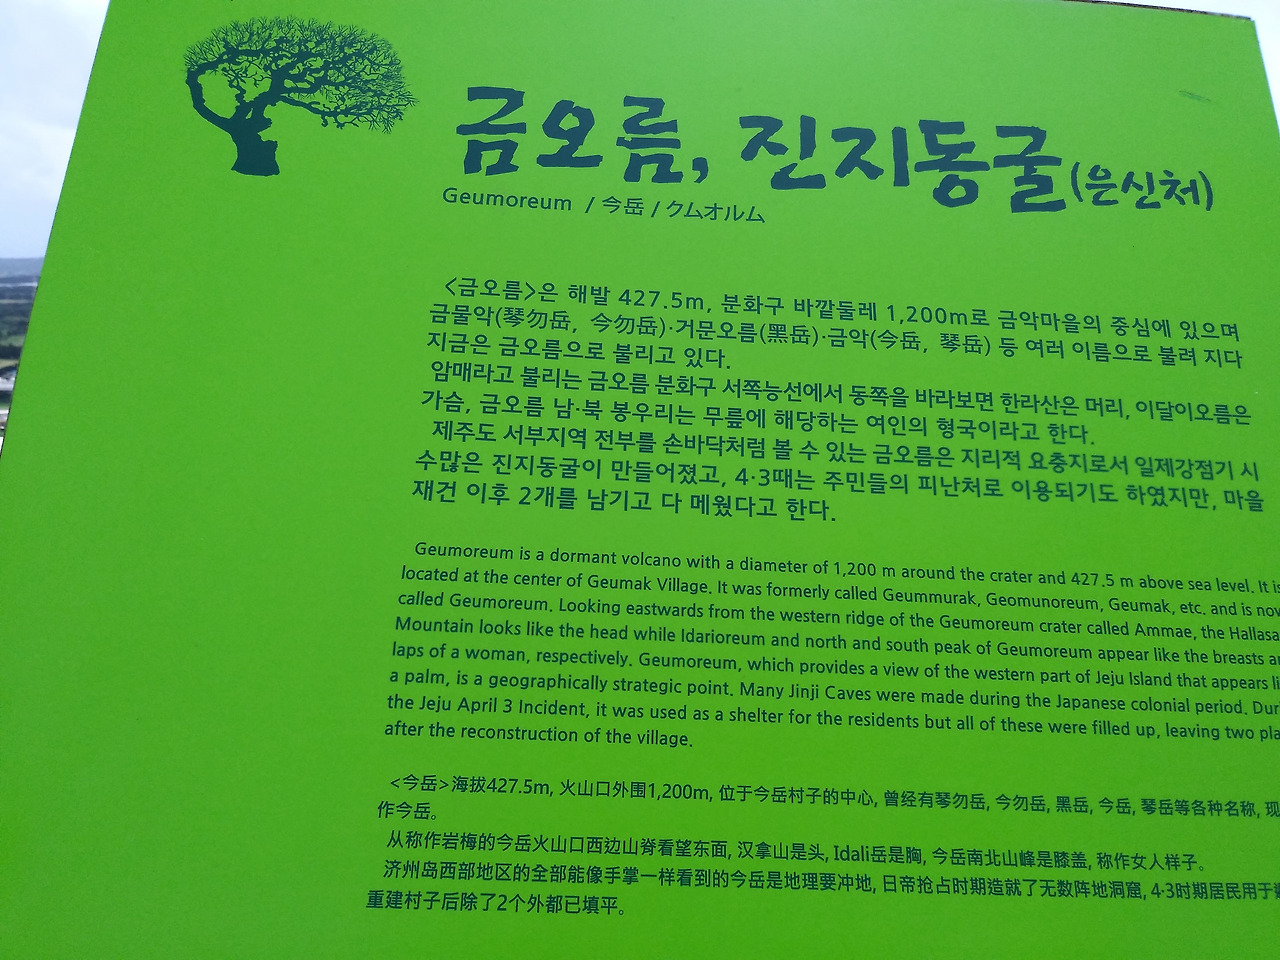 금오름, 진지동굴(은신처)
Geumoreum / 今岳 / クムオルム
<금오름>은 해발 427.5m, 분화구 바깥둘레 1,200m로 금악마을의 중심에 있으며
금물악(琴勿岳, 今勿岳)·거문오름(黑岳)·금악(今岳, 琴岳) 등 여러 이름으로 불려 지다
지금은 금오름으로 불리고 있다.
암매라고 불리는 금오름 분화구 서쪽능선에서 동쪽을 바라보면 한라산은 머리, 이달이오름은
가슴, 금오름 남·북 봉우리는 무릎에 해당하는 여인의 형국이라고 한다.
제주도 서부지역 전부를 손바닥처럼 볼 수 있는 금오름은 지리적 요충지로서 일제강점기 시
수많은 진지동굴이 만들어졌고, 4·3때는 주민들의 피난처로 이용되기도 하였지만, 마을
재건 이후 2개를 남기고 다 메웠다고 한다.
Geumoreum is a dormant volcano with a diameter of 1,200 m around the crater and 427.5 m above sea level. It is
located at the center of Geumak Village. It was formerly called Geummurak, Geomunoreum, Geumak, etc. and is now
called Geumoreum. Looking eastwards from the western ridge of the Geumoreum crater called Ammae, the Hallasa
Mountain looks like the head while Idarioreum and north and south peak of Geumoreum appear like the breasts a
laps of a woman, respectively. Geumoreum, which provides a view of the western part of Jeju Island that appears li
a palm, is a geographically strategic point. Many Jinji Caves were made during the Japanese colonial period. Dur
the Jeju April 3 Incident, it was used as a shelter for the residents but all of these were filled up, leaving two pla
after the reconstruction of the village.
<今岳>海拔427.5m, 火山口外围1,200m, 位于今岳村子的中心, 曾经有琴勿岳, 今勿岳, 黑岳, 今岳, 琴岳等各种名称, 现
作今岳。
从称作岩梅的今岳火山口西边山脊看望东面, 汉拿山是头, Idali岳是胸, 今岳南北山峰是膝盖, 称作女人样子。
济州岛西部地区的全部能像手掌一样看到的今岳是地理要冲地, 日帝抢占时期造就了无数阵地洞窟, 4·3时期居民用于
重建村子后除了2个外都已填平。